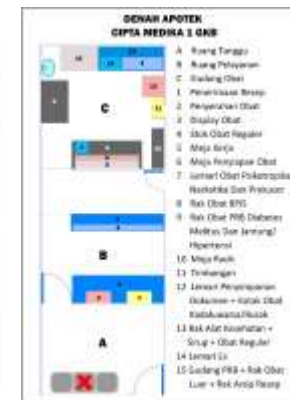 DENAH APOTEK
CIPTA MEDIKA 1 GKB
A Ruang Tunggu
B Ruang Pelayanan
C Gudang Obat
1 Penerimaan Resep
2 Penyerahan Obat
3 Display Obat
4 Stok Obat Reguler
5 Meja Kerja
6 Meja Penyiapan Obat
7 Lemari Obat Psikotropika
Narkotika Dan Prekusor
8 Rak Obat BPJS
9 Rak Obat PRB Diabetes
Melitus Dan Jantung/
Hipertensi
10 Meja Racik
11 Timbangan
12 Lemari Penyimpanan
Dokumen + Kotak Obat
Kadaluwarsa/Rusak
13 Rak Alat Kesehatan +
Sirup + Obat Reguler
14 Lemari Es
15 Gudang PRB + Rak Obat
Luar + Rak Arsip Resep
C
B
A